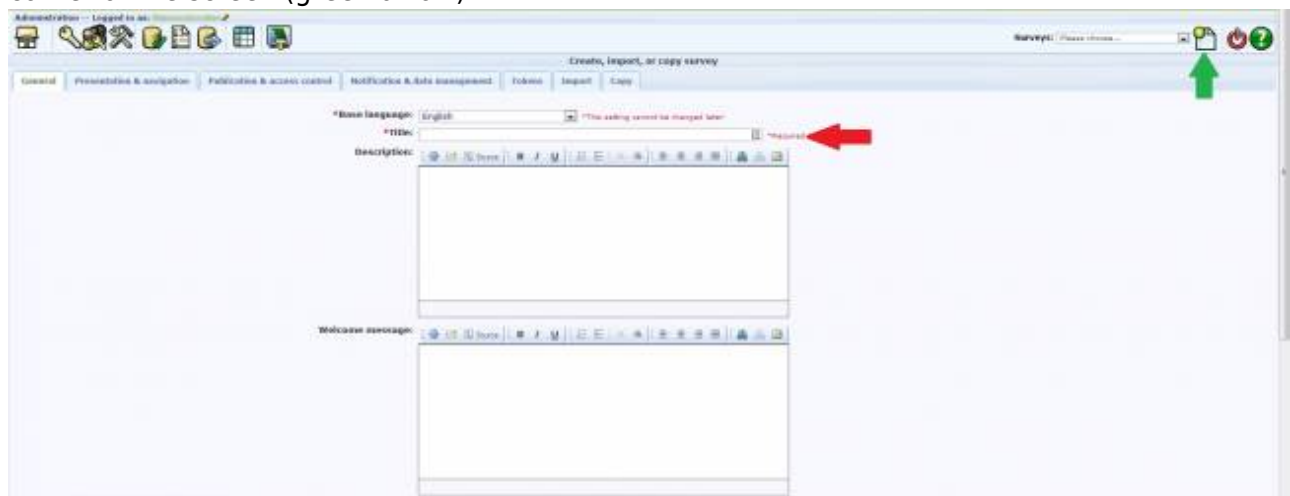 Administration -- Logged in as:
Surveys: Please choose...
Create, import, or copy survey
General Presentation & navigation Publication & access control Notification & data management Tokens Import Copy
*Base language: English *This setting cannot be changed later
*Title: *Required
Description:
Source B I U
Welcome message:
Source B I U